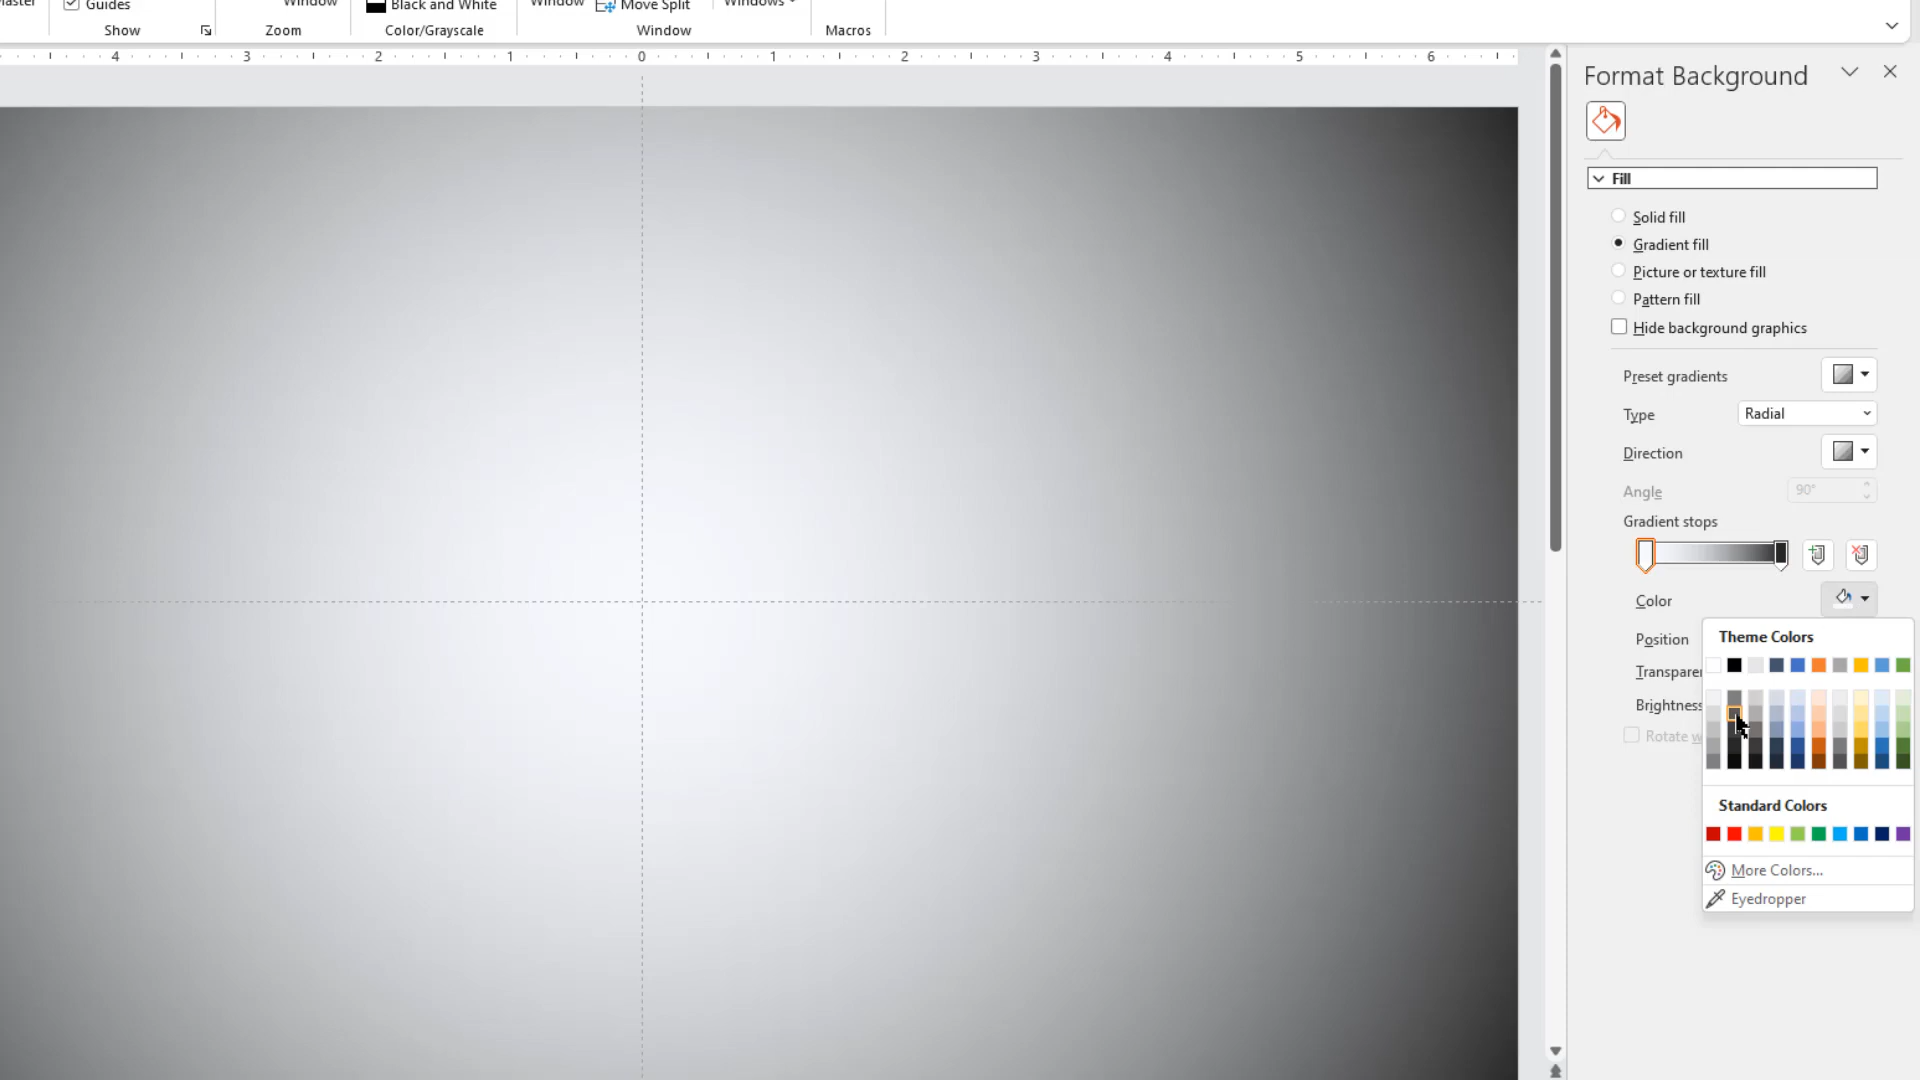 Guides
Black and White
Move Split
Show
Zoom
Color/Grayscale
Window
Macros
4 3 2 1 0 1 2 3 4 5 6
Format Background
Fill
Solid fill
Gradient fill
Picture or texture fill
Pattern fill
Hide background graphics
Preset gradients
Type Radial
Direction
Angle 90°
Gradient stops
Color
Theme Colors
Position
Transparen
Brightness
Rotate w
Standard Colors
More Colors...
Eyedropper